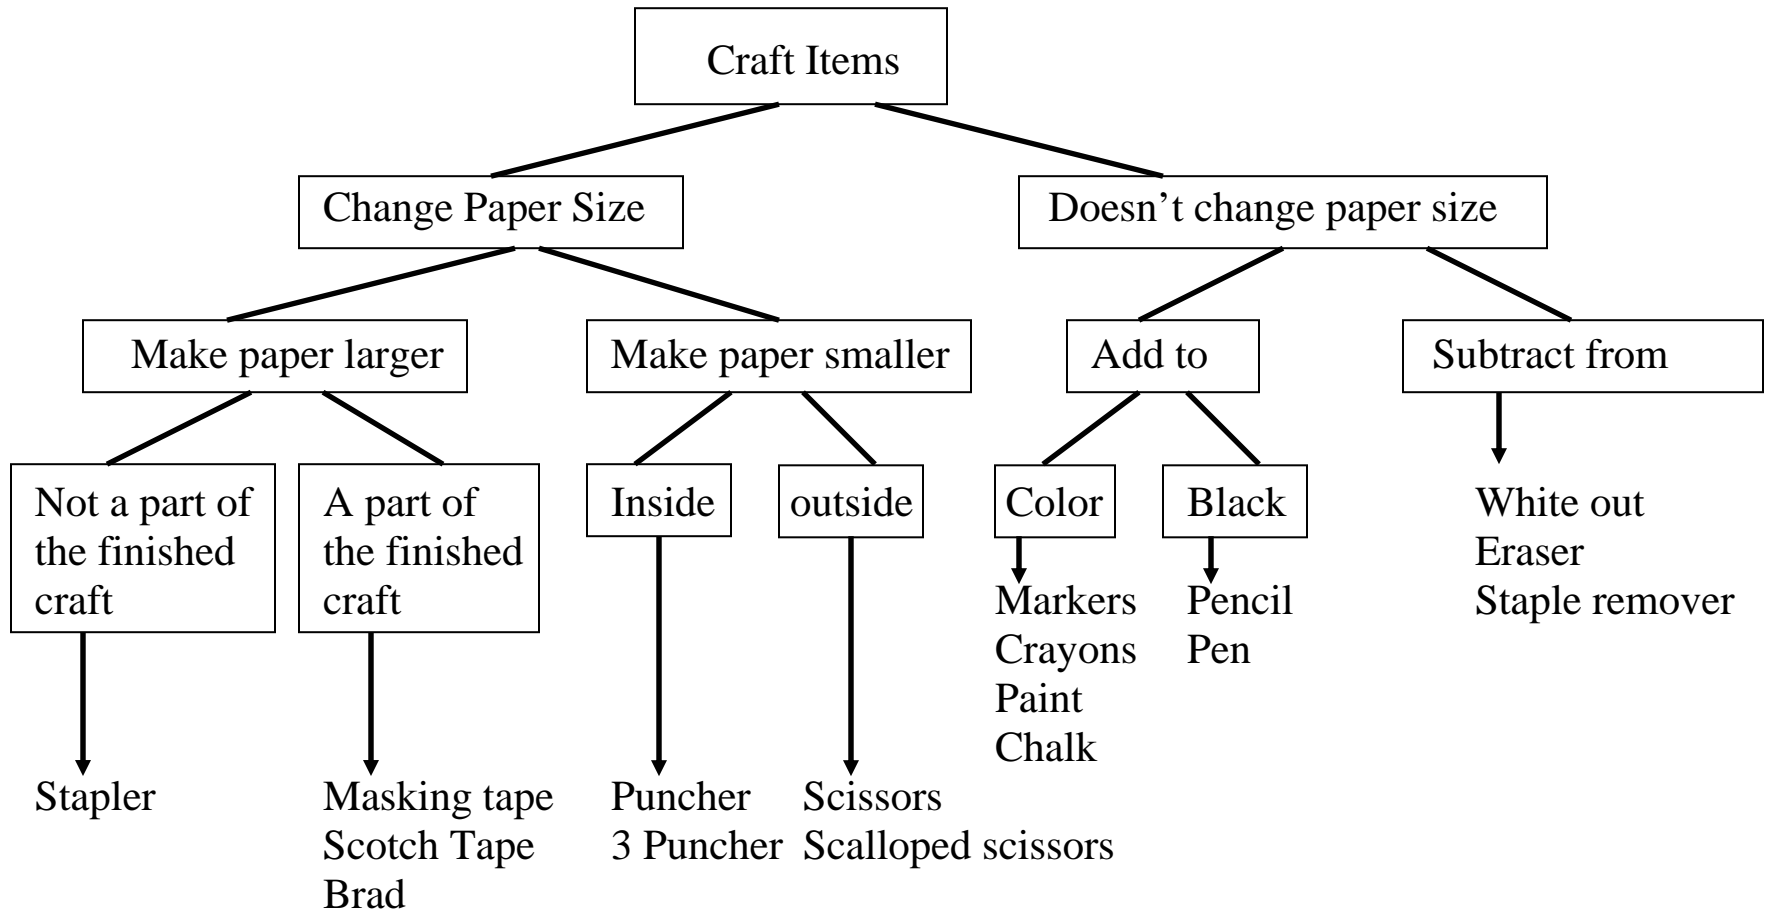 Craft Items
Change Paper Size
Doesn’t change paper size
Make paper larger
Make paper smaller
Add to
Subtract from
Not a part of
the finished
craft
A part of
the finished
craft
Inside
outside
Color
Black
White out
Eraser
Staple remover
Markers
Crayons
Paint
Chalk
Pencil
Pen
Stapler
Masking tape
Scotch Tape
Brad
Puncher
3 Puncher
Scissors
Scalloped scissors